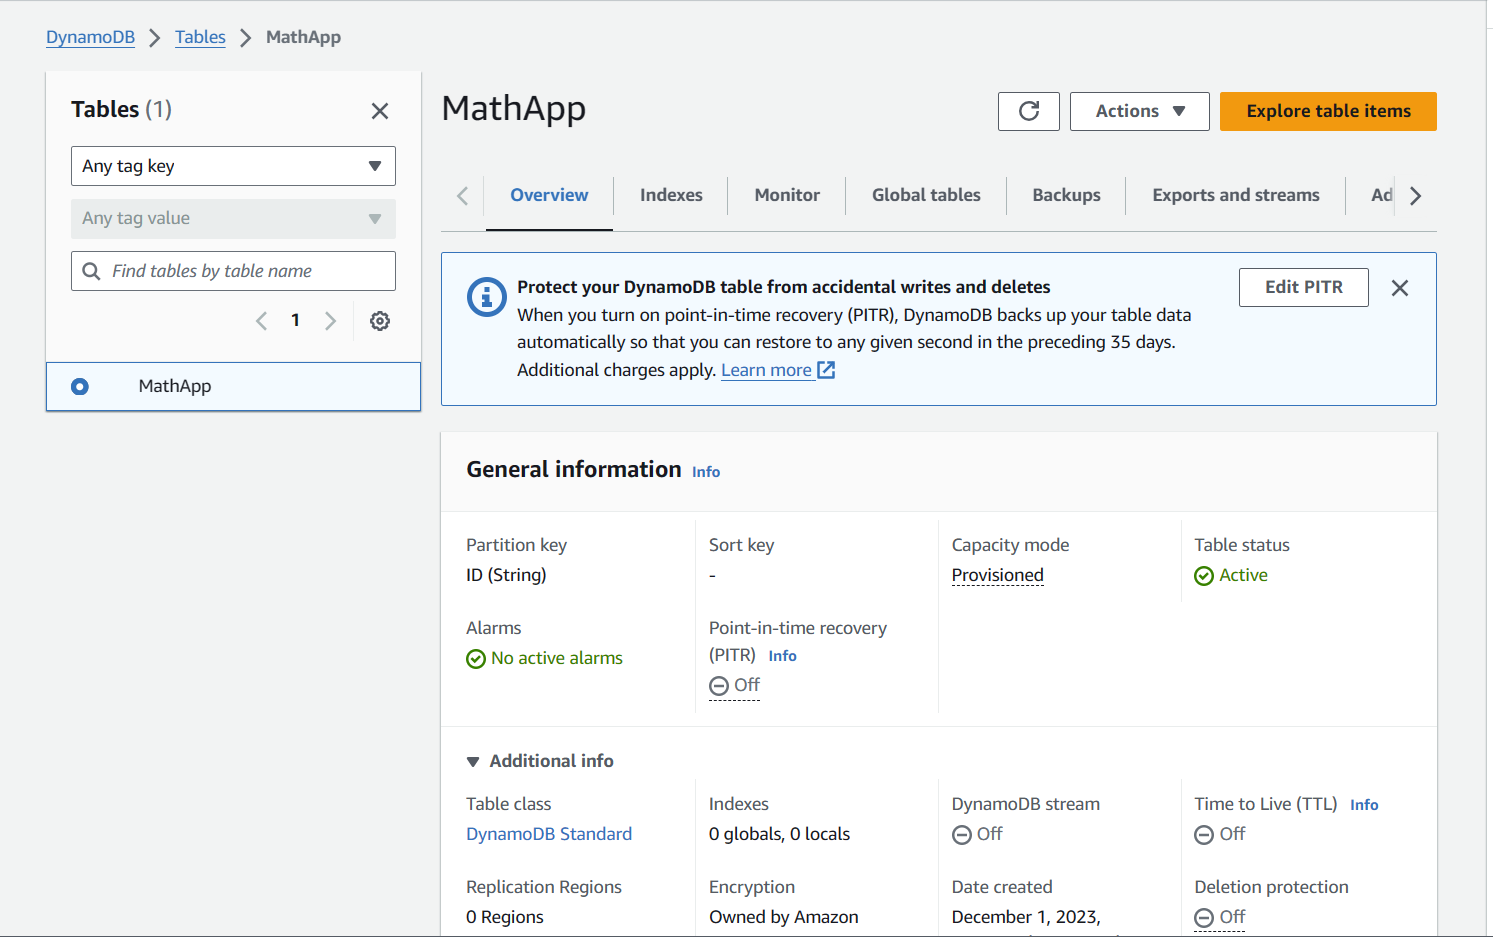 DynamoDB > Tables > MathApp
Tables (1)
Any tag key
Any tag value
Find tables by table name
1
MathApp
MathApp
Actions
Explore table items
Overview
Indexes
Monitor
Global tables
Backups
Exports and streams
Ad
Protect your DynamoDB table from accidental writes and deletes
When you turn on point-in-time recovery (PITR), DynamoDB backs up your table data
automatically so that you can restore to any given second in the preceding 35 days.
Additional charges apply. Learn more
Edit PITR
General information Info
Partition key
ID (String)
Sort key
-
Capacity mode
Provisioned
Table status
Active
Alarms
No active alarms
Point-in-time recovery
(PITR) Info
Off
Additional info
Table class
DynamoDB Standard
Indexes
0 globals, 0 locals
DynamoDB stream
Off
Time to Live (TTL) Info
Off
Replication Regions
0 Regions
Encryption
Owned by Amazon
Date created
December 1, 2023,
Deletion protection
Off